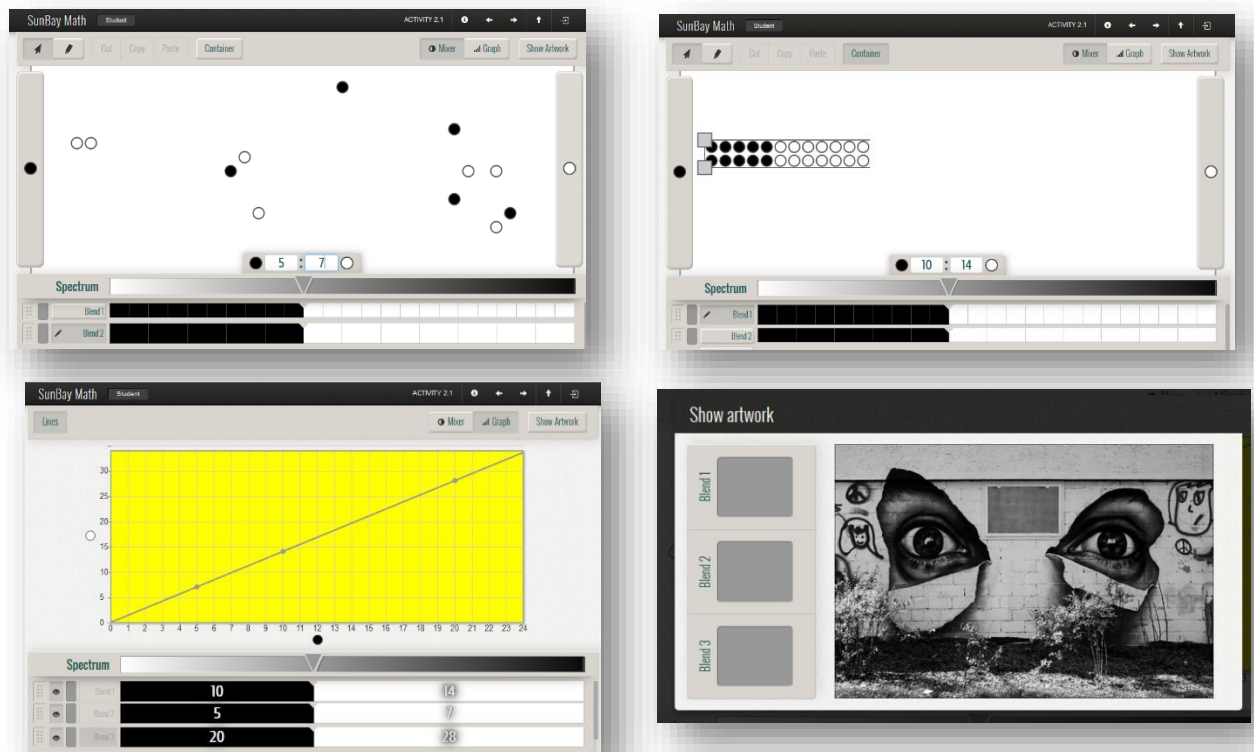 SunBay Math Student ACTIVITY 2.1
Cut Copy Paste Container Mixer Graph Show Artwork
5 : 7
Spectrum
Blend 1
Blend 2
SunBay Math Student ACTIVITY 2.1
Cut Copy Paste Container Mixer Graph Show Artwork
10 : 14
Spectrum
Blend 1
Blend 2
SunBay Math Student ACTIVITY 2.1
Lines Mixer Graph Show Artwork
30
25
20
15
10
5
0
0 1 2 3 4 5 6 7 8 9 10 11 12 13 14 15 16 17 18 19 20 21 22 23 24
Spectrum
Blend 1 10 14
Blend 2 5 7
Blend 3 20 28
Show artwork
Blend 1
Blend 2
Blend 3